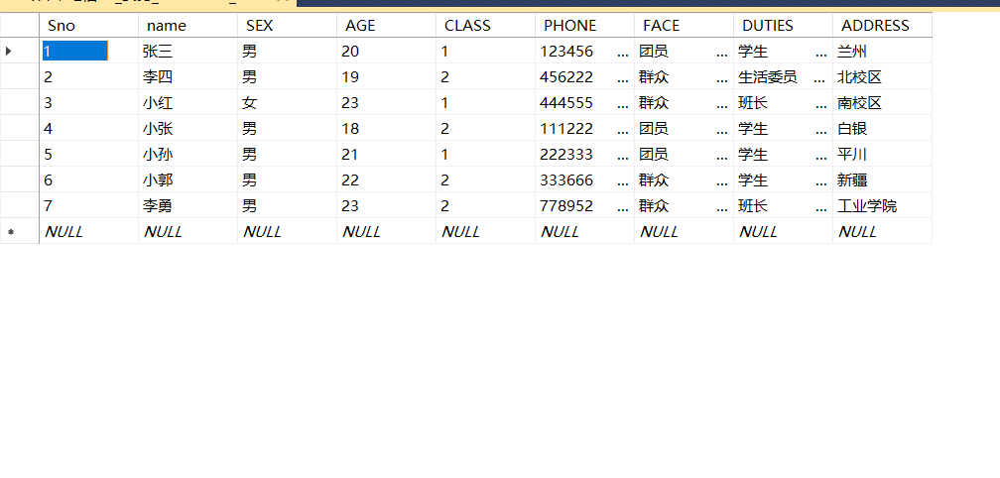 Sno name SEX AGE CLASS PHONE FACE DUTIES ADDRESS
1 张三 男 20 1 123456 ... 团员 ... 学生 ... 兰州
2 李四 男 19 2 456222 ... 群众 ... 生活委员 ... 北校区
3 小红 女 23 1 444555 ... 群众 ... 班长 ... 南校区
4 小张 男 18 2 111222 ... 团员 ... 学生 ... 白银
5 小孙 男 21 1 222333 ... 团员 ... 学生 ... 平川
6 小郭 男 22 2 333666 ... 群众 ... 学生 ... 新疆
7 李勇 男 23 2 778952 ... 群众 ... 班长 ... 工业学院
NULL NULL NULL NULL NULL NULL NULL NULL NULL